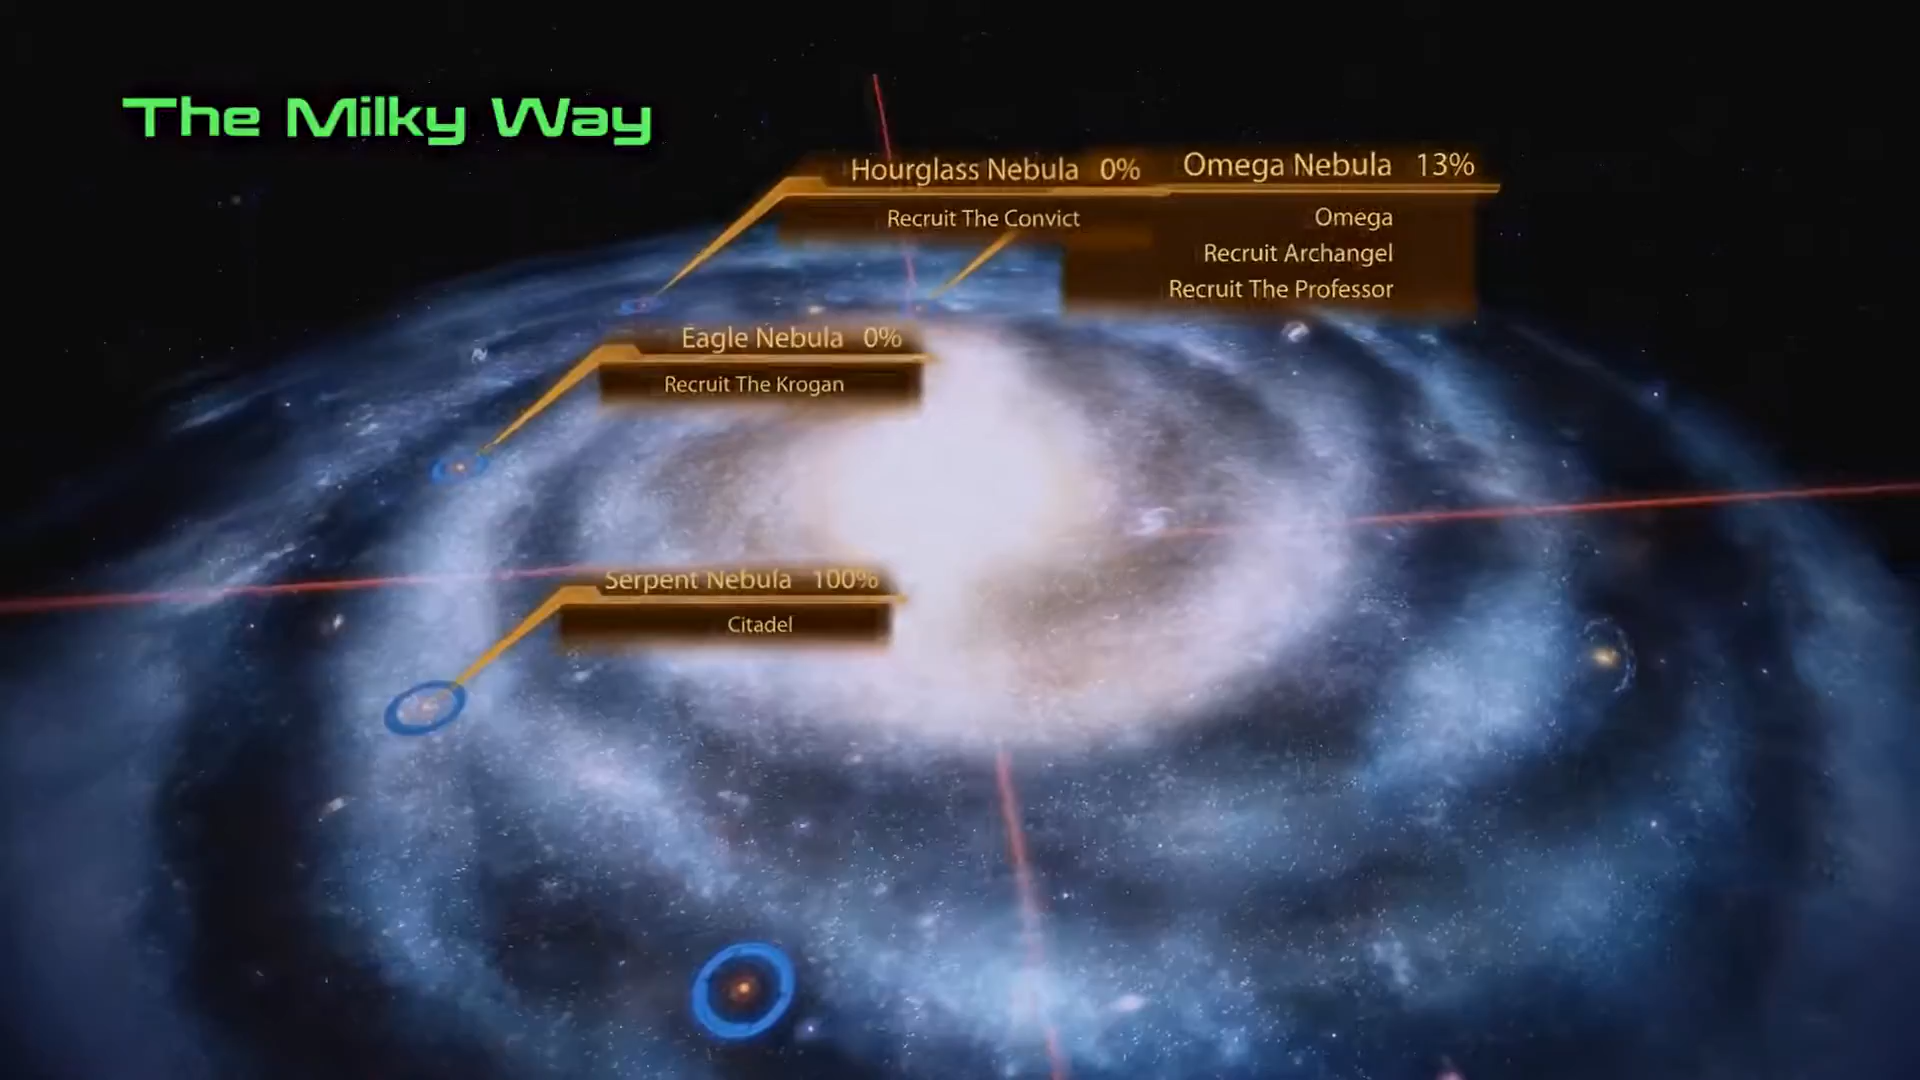 The Milky Way
Hourglass Nebula 0%
Recruit The Convict
Omega Nebula 13%
Omega
Recruit Archangel
Recruit The Professor
Eagle Nebula 0%
Recruit The Krogan
Serpent Nebula 100%
Citadel